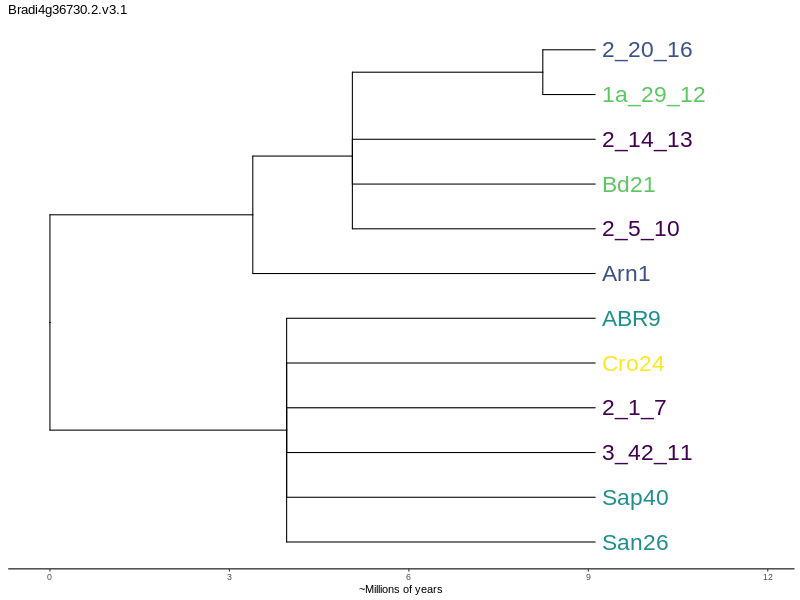 Bradi4g36730.2.v3.1
2_20_16
1a_29_12
2_14_13
Bd21
2_5_10
Arn1
ABR9
Cro24
2_1_7
3_42_11
Sap40
San26
0 3 6 9 12
~Millions of years